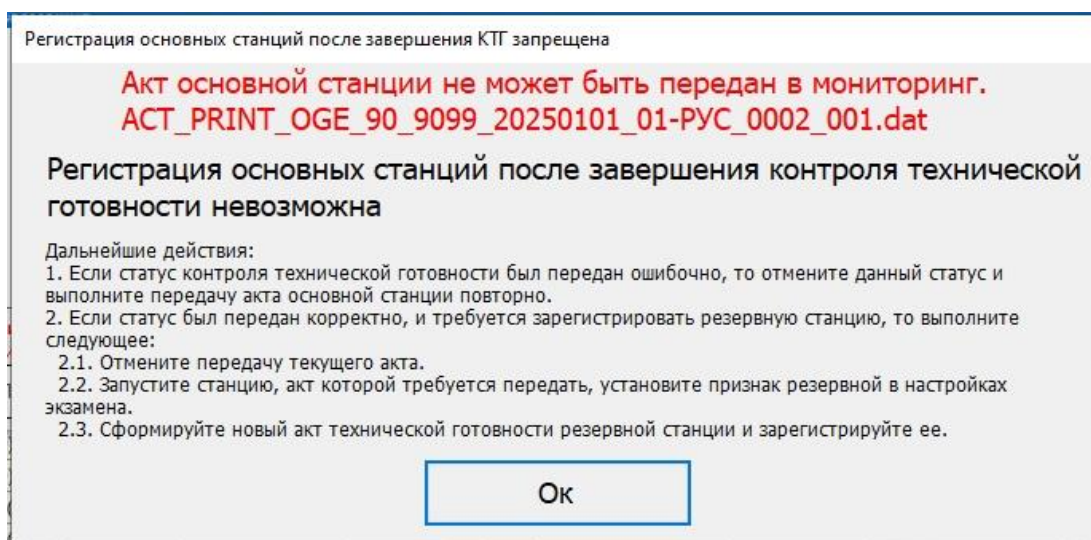 Регистрация основных станций после завершения КТГ запрещена
Акт основной станции не может быть передан в мониторинг.
ACT_PRINT_OGE_90_9099_20250101_01-РУС_0002_001.dat
Регистрация основных станций после завершения контроля технической
готовности невозможна
Дальнейшие действия:
1. Если статус контроля технической готовности был передан ошибочно, то отмените данный статус и
выполните передачу акта основной станции повторно.
2. Если статус был передан корректно, и требуется зарегистрировать резервную станцию, то выполните
следующее:
2.1. Отмените передачу текущего акта.
2.2. Запустите станцию, акт которой требуется передать, установите признак резервной в настройках
экзамена.
2.3. Сформируйте новый акт технической готовности резервной станции и зарегистрируйте ее.
Ок